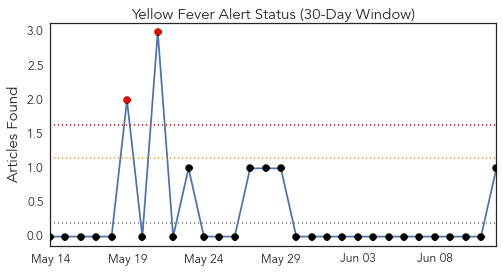 Yellow Fever Alert Status (30-Day Window)
Articles Found
3.0
2.5
2.0
1.5
1.0
0.5
0.0
May 14 May 19 May 24 May 29 Jun 03 Jun 08